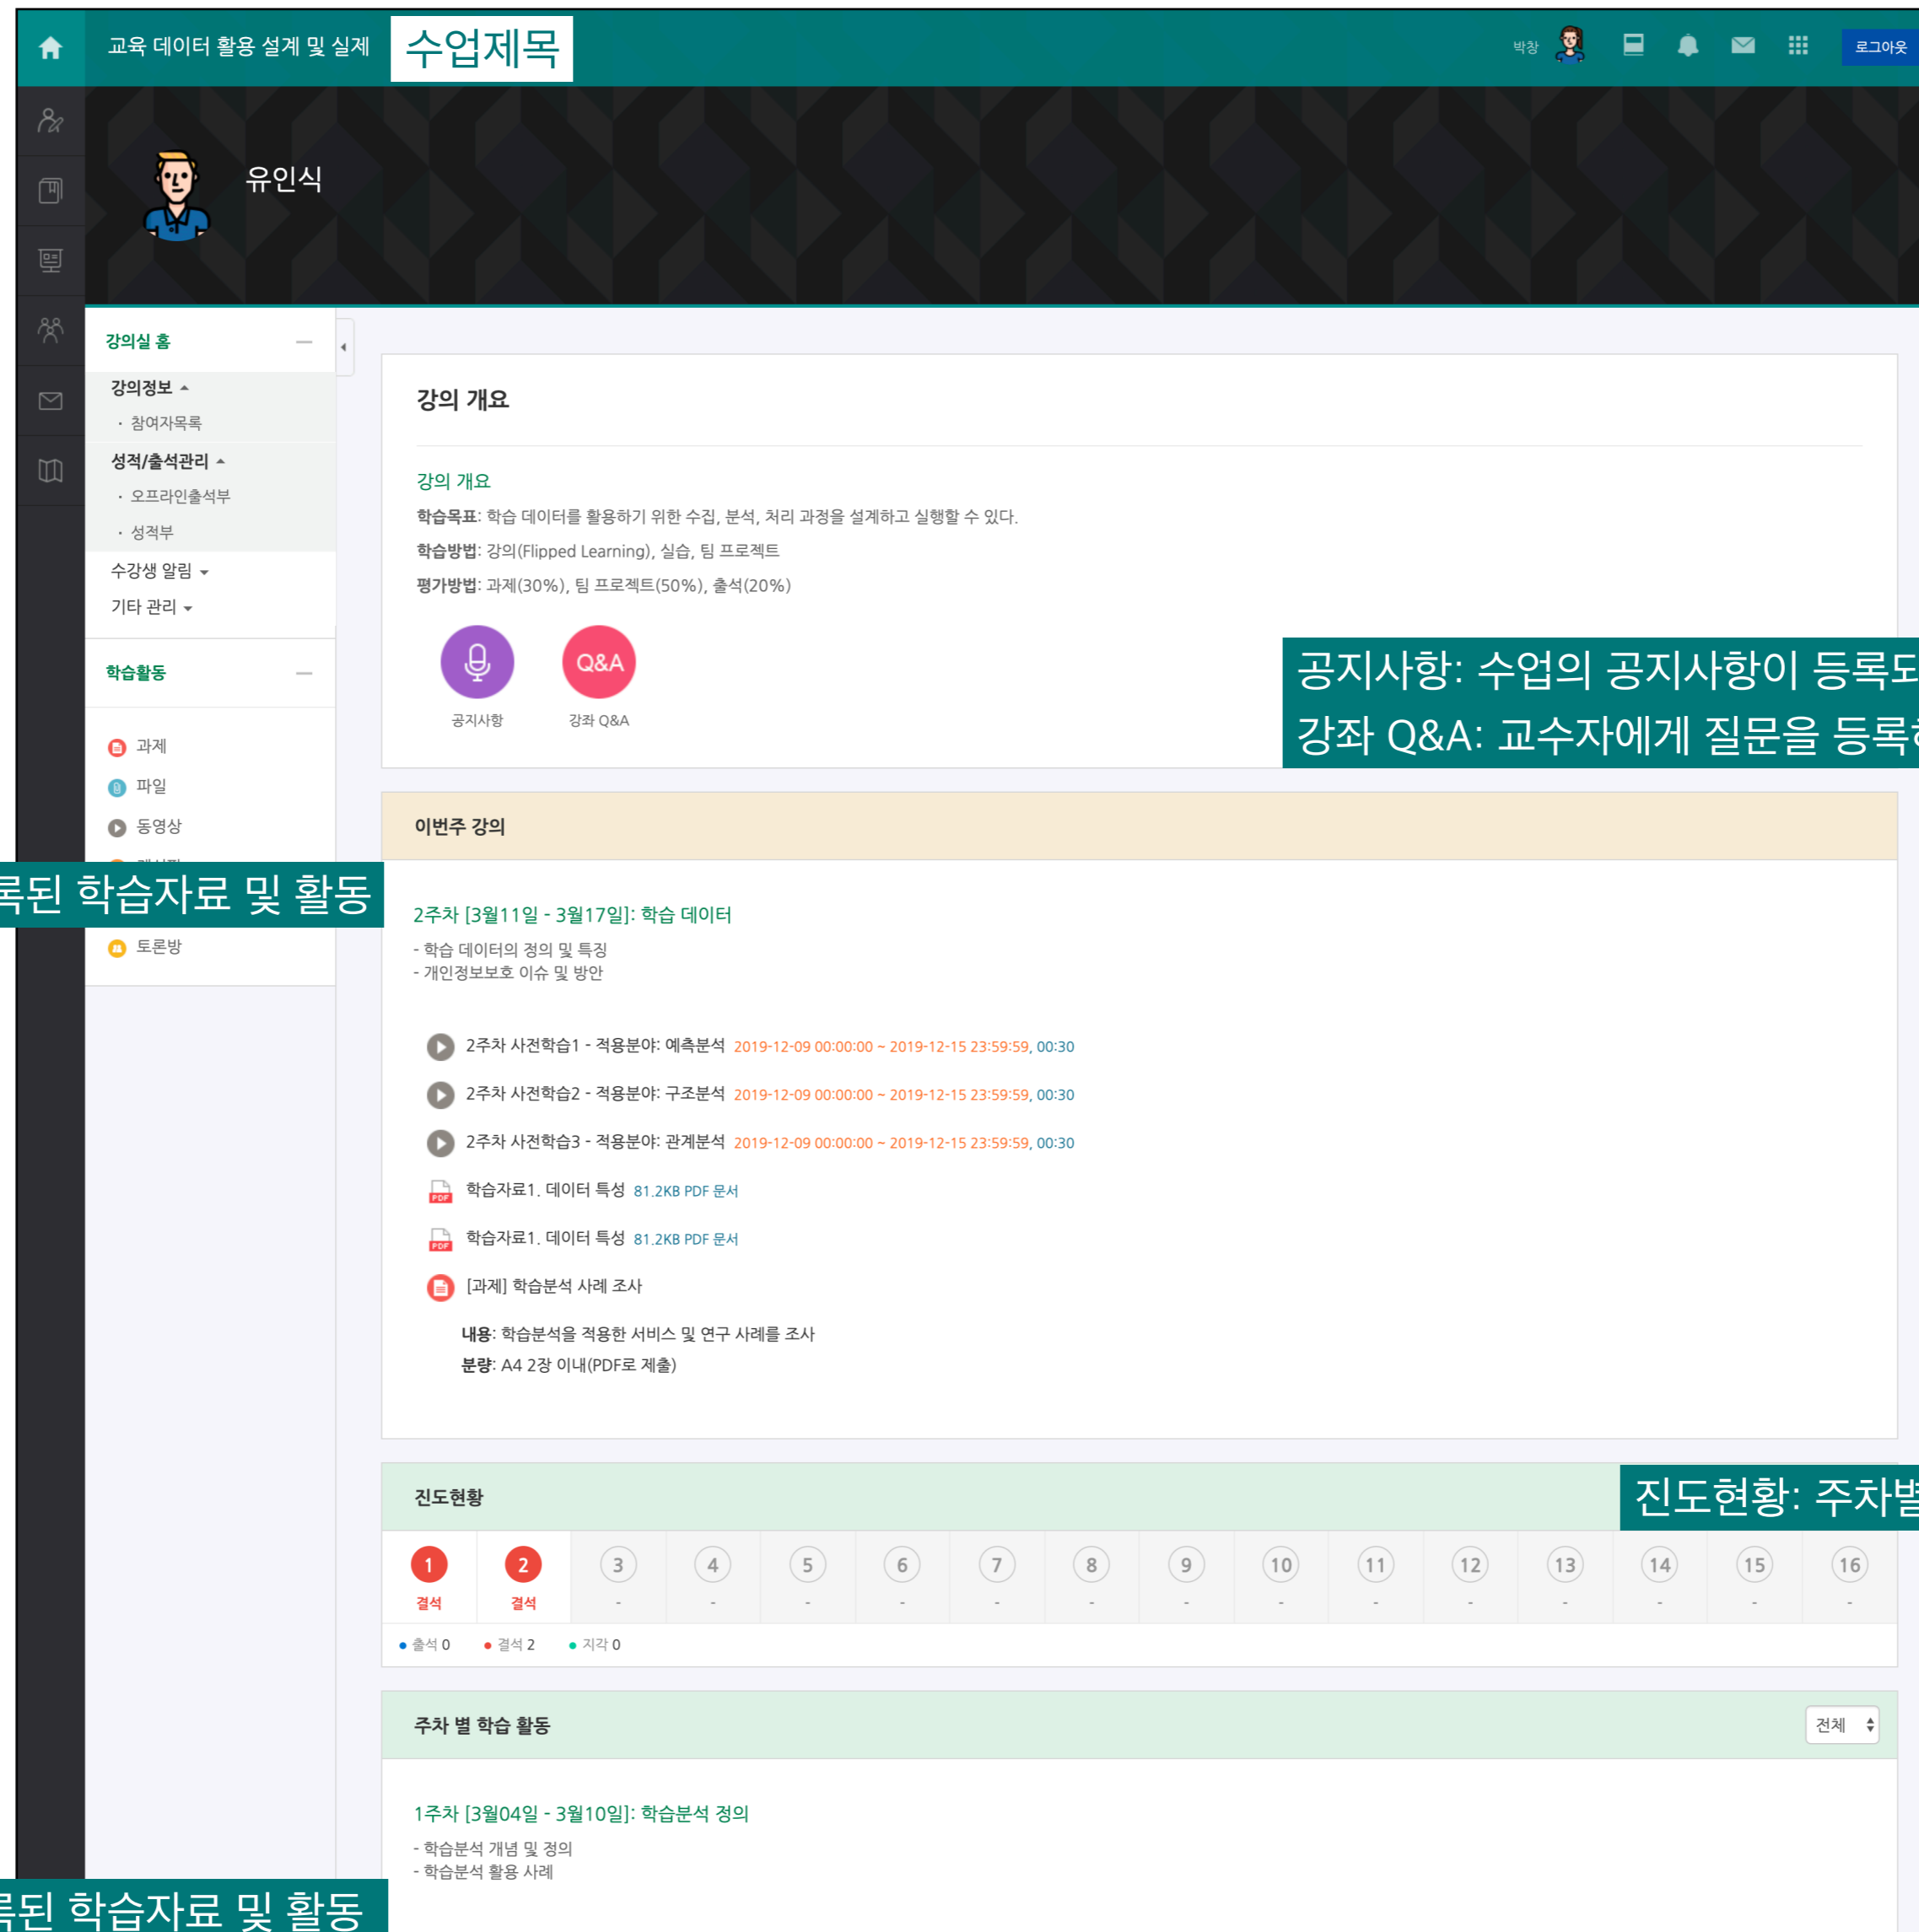 교육 데이터 활용 설계 및 실제
수업제목
박창
로그아웃
유인식
강의실 홈
강의정보
· 참여자목록
성적/출석관리
· 오프라인출석부
· 성적부
수강생 알림
기타 관리
학습활동
과제
파일
동영상
록된 학습자료 및 활동
토론방
강의 개요
강의 개요
학습목표: 학습 데이터를 활용하기 위한 수집, 분석, 처리 과정을 설계하고 실행할 수 있다.
학습방법: 강의(Flipped Learning), 실습, 팀 프로젝트
평가방법: 과제(30%), 팀 프로젝트(50%), 출석(20%)
Q&A
공지사항
강좌 Q&A
공지사항: 수업의 공지사항이 등록되
강좌 Q&A: 교수자에게 질문을 등록
이번주 강의
2주차 [3월11일 - 3월17일]: 학습 데이터
- 학습 데이터의 정의 및 특징
- 개인정보보호 이슈 및 방안
2주차 사전학습1 - 적용분야: 예측분석 2019-12-09 00:00:00 ~ 2019-12-15 23:59:59, 00:30
2주차 사전학습2 - 적용분야: 구조분석 2019-12-09 00:00:00 ~ 2019-12-15 23:59:59, 00:30
2주차 사전학습3 - 적용분야: 관계분석 2019-12-09 00:00:00 ~ 2019-12-15 23:59:59, 00:30
PDF 학습자료1. 데이터 특성 81.2KB PDF 문서
PDF 학습자료1. 데이터 특성 81.2KB PDF 문서
[과제] 학습분석 사례 조사
내용: 학습분석을 적용한 서비스 및 연구 사례를 조사
분량: A4 2장 이내(PDF로 제출)
진도현황
진도현황: 주차별
1 2 3 4 5 6 7 8 9 10 11 12 13 14 15 16
결석 결석 - - - - - - - - - - - - - -
출석 0 결석 2 지각 0
주차 별 학습 활동
전체
1주차 [3월04일 - 3월10일]: 학습분석 정의
- 학습분석 개념 및 정의
- 학습분석 활용 사례
록된 학습자료 및 활동